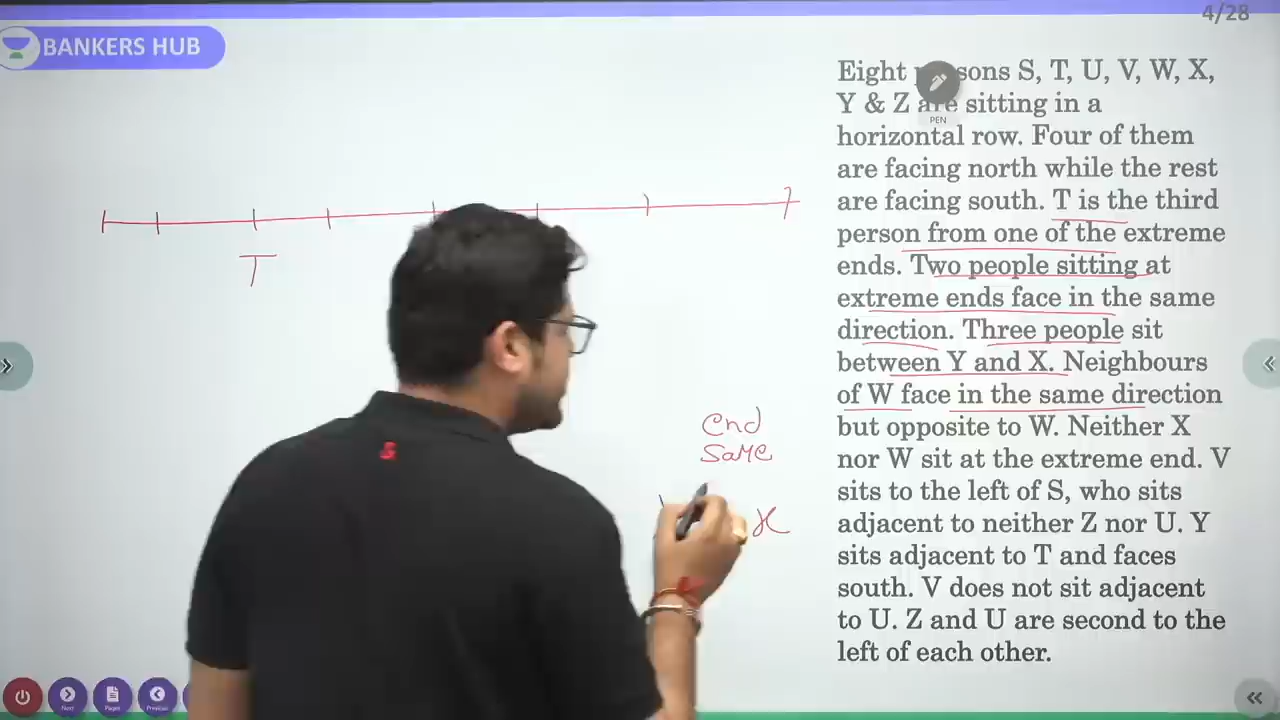 4/28
BANKERS HUB
Eight sons S, T, U, V, W, X,
Y & Z are sitting in a
PEN
horizontal row. Four of them
are facing north while the rest
are facing south. T is the third
person from one of the extreme
ends. Two people sitting at
extreme ends face in the same
direction. Three people sit
between Y and X. Neighbours
of W face in the same direction
but opposite to W. Neither X
nor W sit at the extreme end. V
sits to the left of S, who sits
adjacent to neither Z nor U. Y
sits adjacent to T and faces
south. V does not sit adjacent
to U. Z and U are second to the
left of each other.
T
end
same
x
S
Next
Pages